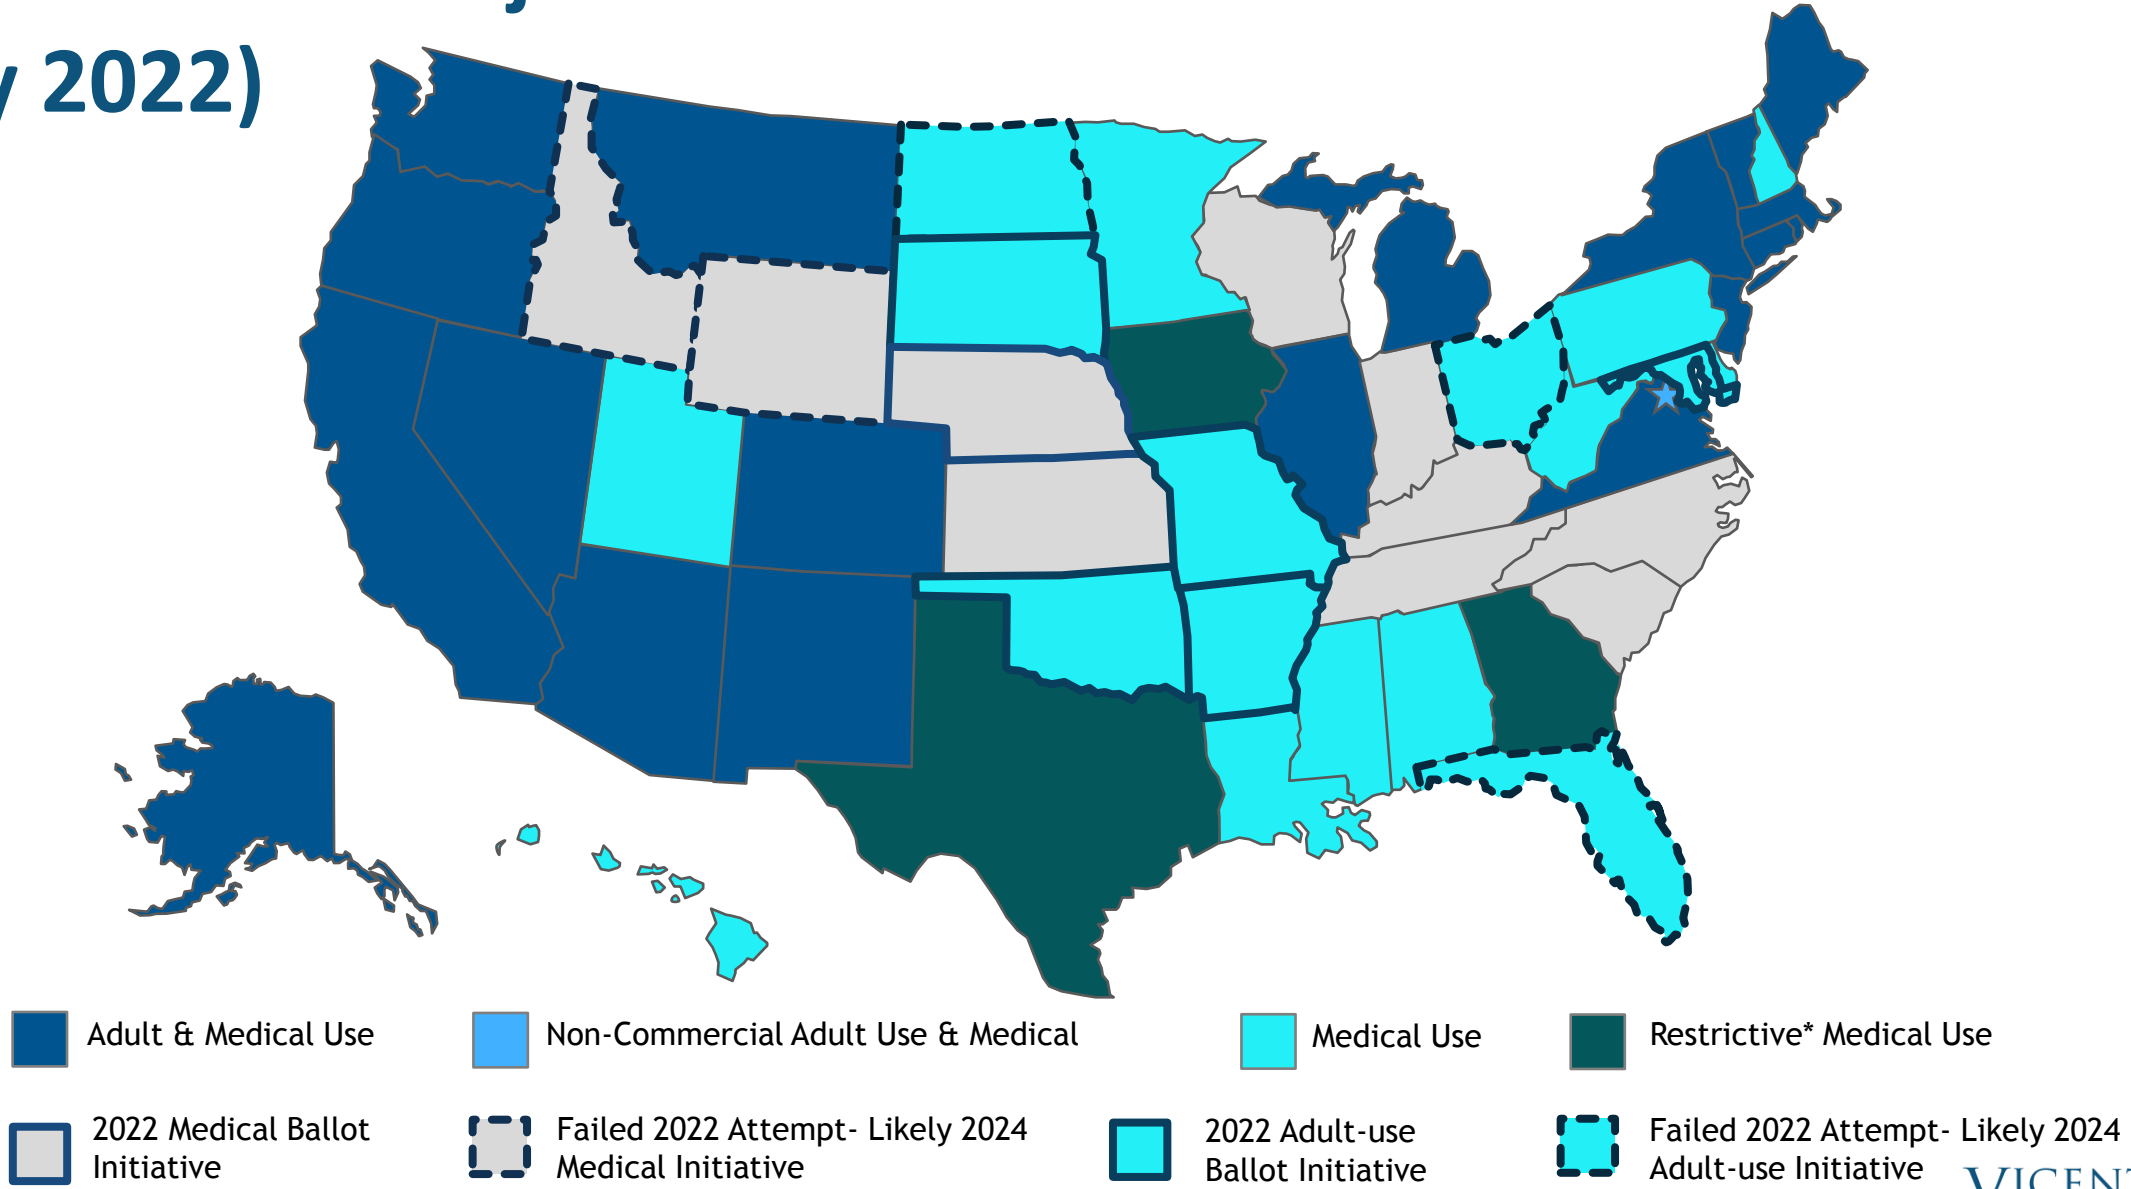 y 2022)
Adult & Medical Use
Non-Commercial Adult Use & Medical
Medical Use
Restrictive* Medical Use
2022 Medical Ballot
Initiative
Failed 2022 Attempt- Likely 2024
Medical Initiative
2022 Adult-use
Ballot Initiative
Failed 2022 Attempt- Likely 2024
Adult-use Initiative